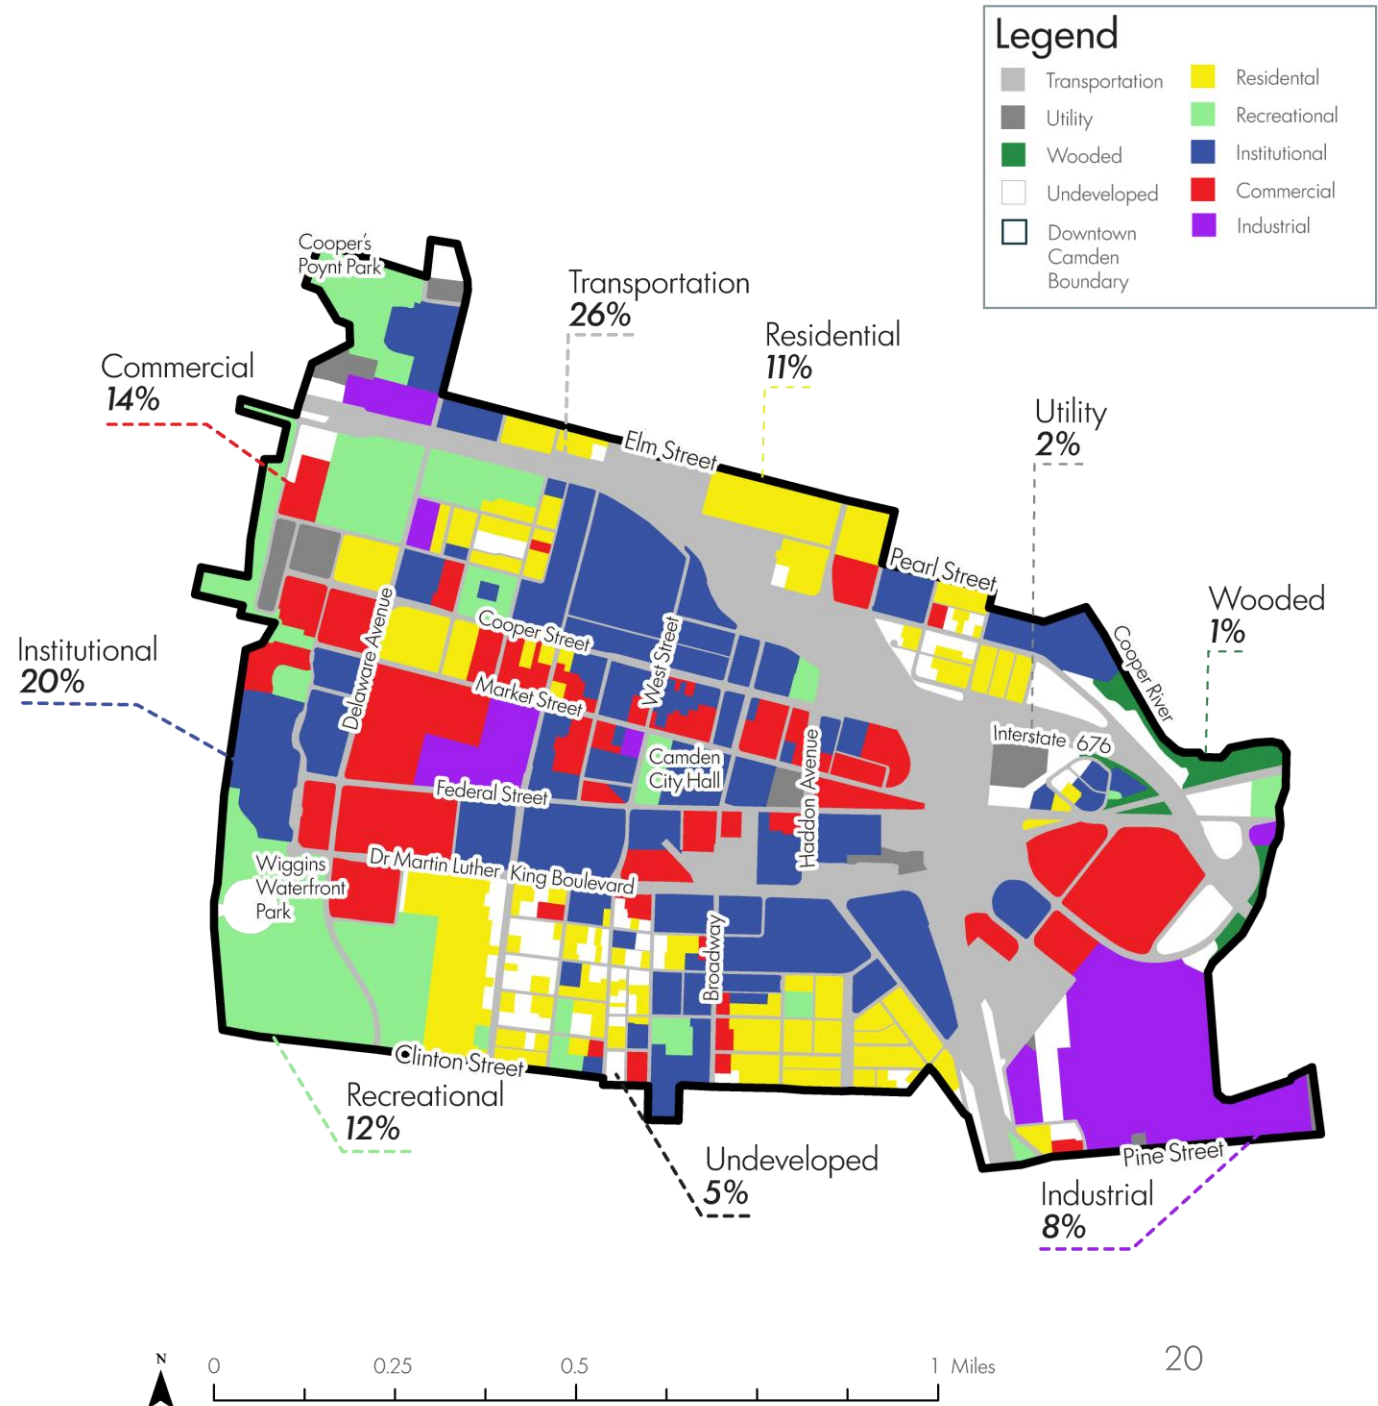 Legend
Transportation
Utility
Wooded
Undeveloped
Downtown
Camden
Boundary
Residental
Recreational
Institutional
Commercial
Industrial
Cooper's
Poynt Park
Transportation
26%
Residential
11%
Commercial
14%
Utility
2%
Elm Street
Pearl Street
Wooded
1%
Cooper River
Institutional
20%
Delaware Avenue
Cooper Street
West Street
Market Street
Interstate 676
Camden
City Hall
Haddon Avenue
Federal Street
Dr Martin Luther King Boulevard
Wiggins
Waterfront
Park
Broadway
Clinton Street
Recreational
12%
Undeveloped
5%
Pine Street
Industrial
8%
N
0 0.25 0.5 1 Miles
20